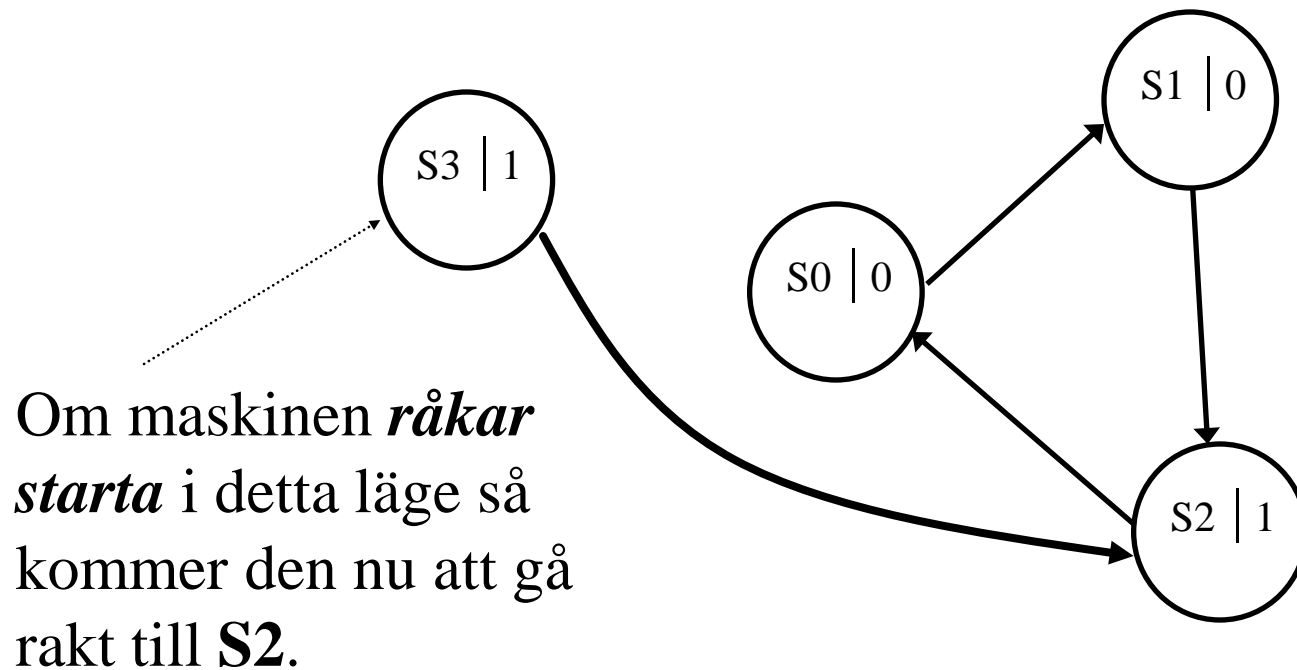 S1 | 0
S3 | 1
S0 | 0
S2 | 1
Om maskinen råkar
starta i detta läge så
kommer den nu att gå
rakt till S2.